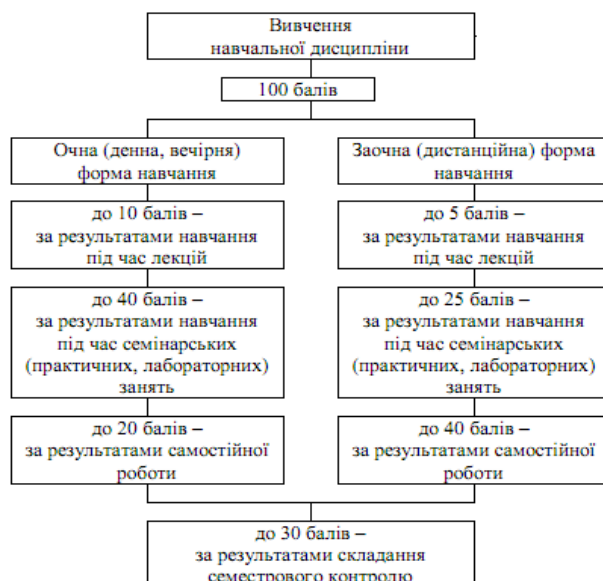 Вивчення
навчальної дисципліни
100 балів
Очна (денна, вечірня)
форма навчання
Заочна (дистанційна) форма
навчання
до 10 балів –
за результатами навчання
під час лекцій
до 5 балів –
за результатами навчання
під час лекцій
до 40 балів –
за результатами навчання
під час семінарських
(практичних, лабораторних)
занять
до 25 балів –
за результатами навчання
під час семінарських
(практичних, лабораторних)
занять
до 20 балів –
за результатами самостійної
роботи
до 40 балів –
за результатами самостійної
роботи
до 30 балів –
за результатами складання
семестрового контролю